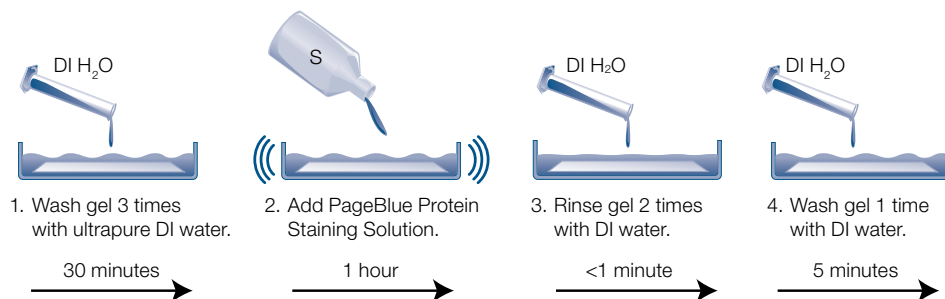 DI H₂O
S
DI H₂O
DI H₂O
1. Wash gel 3 times
with ultrapure DI water.
2. Add PageBlue Protein
Staining Solution.
3. Rinse gel 2 times
with DI water.
4. Wash gel 1 time
with DI water.
30 minutes
1 hour
<1 minute
5 minutes